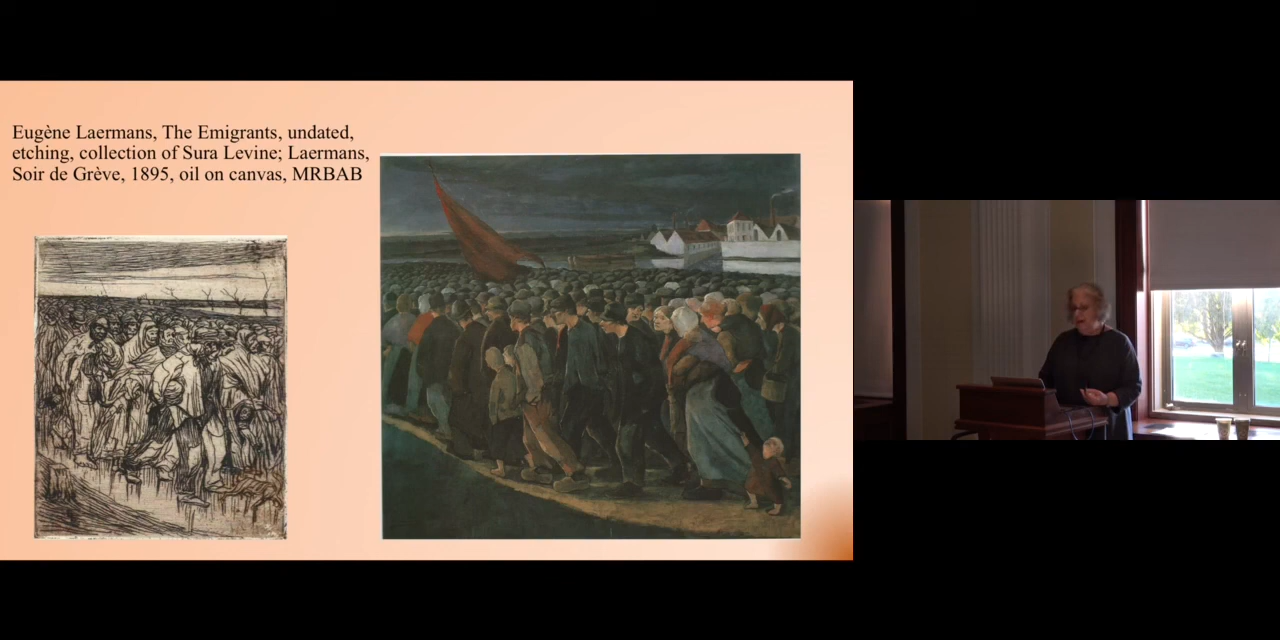 Eugène Laermans, The Emigrants, undated,
etching, collection of Sura Levine; Laermans,
Soir de Grève, 1895, oil on canvas, MRBAB